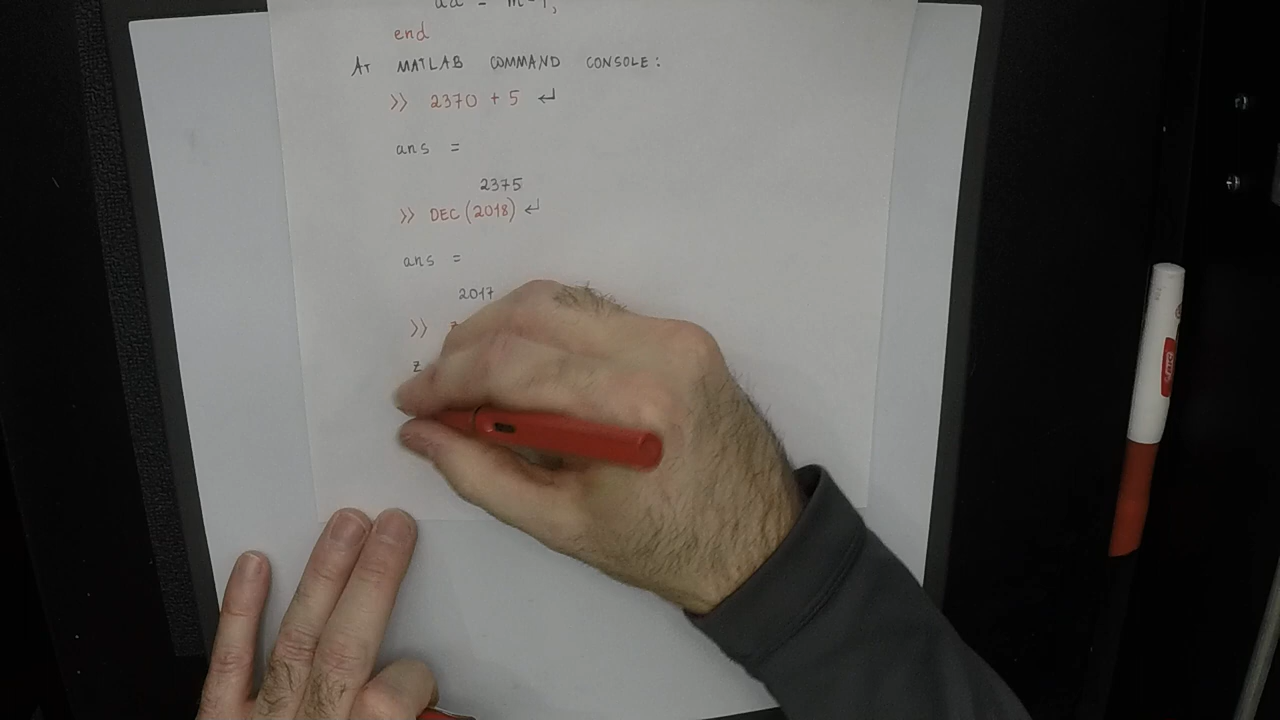 end
AT MATLAB COMMAND CONSOLE:
>> 2370 + 5 ↵
ans =
2375
>> DEC(2018) ↵
ans =
2017
>>
z